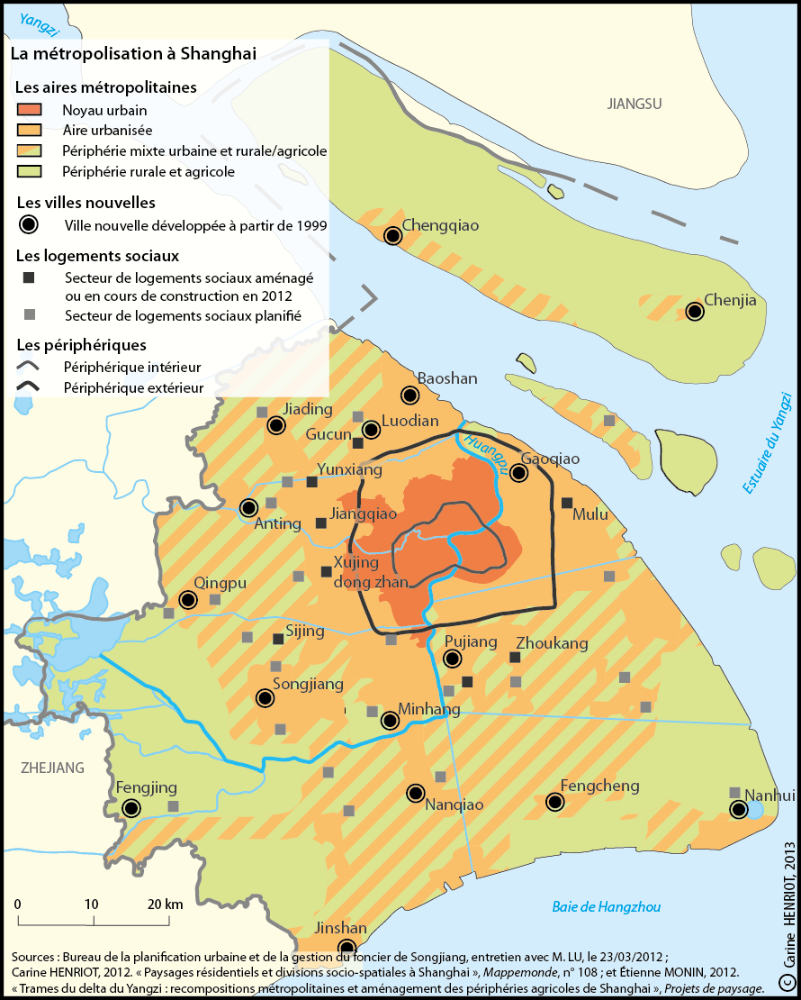 Yangzi
La métropolisation à Shanghai
Les aires métropolitaines
Noyau urbain
Aire urbanisée
Périphérie mixte urbaine et rurale/agricole
Périphérie rurale et agricole
Les villes nouvelles
Ville nouvelle développée à partir de 1999
Les logements sociaux
Secteur de logements sociaux aménagé
ou en cours de construction en 2012
Secteur de logements sociaux planifié
Les périphériques
Périphérique intérieur
Périphérique extérieur
JIANGSU
Chengqiao
Chenjia
Baoshan
Jiading
Luodian
Gucun
Huangpu
Gaoqiao
Estuaire du Yangzi
Yunxiang
Anting
Jiangqiao
Mulu
Xujing
dong zhan
Qingpu
Sijing
Pujiang
Zhoukang
Songjiang
Minhang
ZHEJIANG
Fengjing
Nanqiao
Fengcheng
Nanhui
0 10 20 km
Baie de Hangzhou
Jinshan
Sources : Bureau de la planification urbaine et de la gestion du foncier de Songjiang, entretien avec M. LU, le 23/03/2012 ;
Carine HENRIOT, 2012. « Paysages résidentiels et divisions socio-spatiales à Shanghai », Mappemonde, n° 108 ; et Étienne MONIN, 2012.
« Trames du delta du Yangzi : recompositions métropolitaines et aménagement des périphéries agricoles de Shanghai », Projets de paysage.
© Carine HENRIOT, 2013